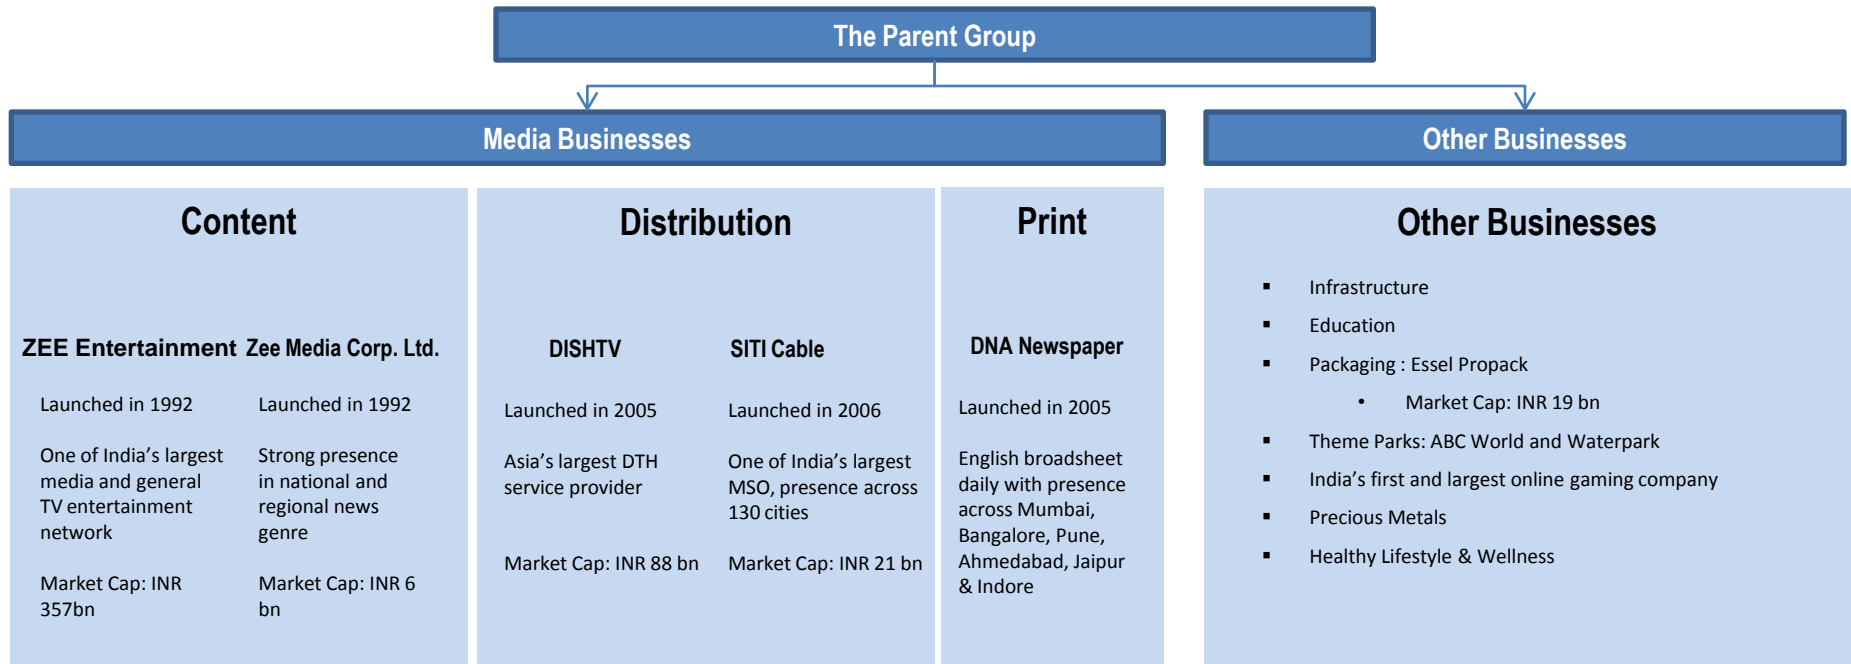 The Parent Group
Media Businesses
Other Businesses
Content
ZEE Entertainment
Launched in 1992
One of India’s largest
media and general
TV entertainment
network
Market Cap: INR
357bn
Zee Media Corp. Ltd.
Launched in 1992
Strong presence
in national and
regional news
genre
Market Cap: INR 6
bn
Distribution
DISHTV
Launched in 2005
Asia’s largest DTH
service provider
Market Cap: INR 88 bn
SITI Cable
Launched in 2006
One of India’s largest
MSO, presence across
130 cities
Market Cap: INR 21 bn
Print
DNA Newspaper
Launched in 2005
English broadsheet
daily with presence
across Mumbai,
Bangalore, Pune,
Ahmedabad, Jaipur
& Indore
Other Businesses
▪ Infrastructure
▪ Education
▪ Packaging : Essel Propack
• Market Cap: INR 19 bn
▪ Theme Parks: ABC World and Waterpark
▪ India’s first and largest online gaming company
▪ Precious Metals
▪ Healthy Lifestyle & Wellness